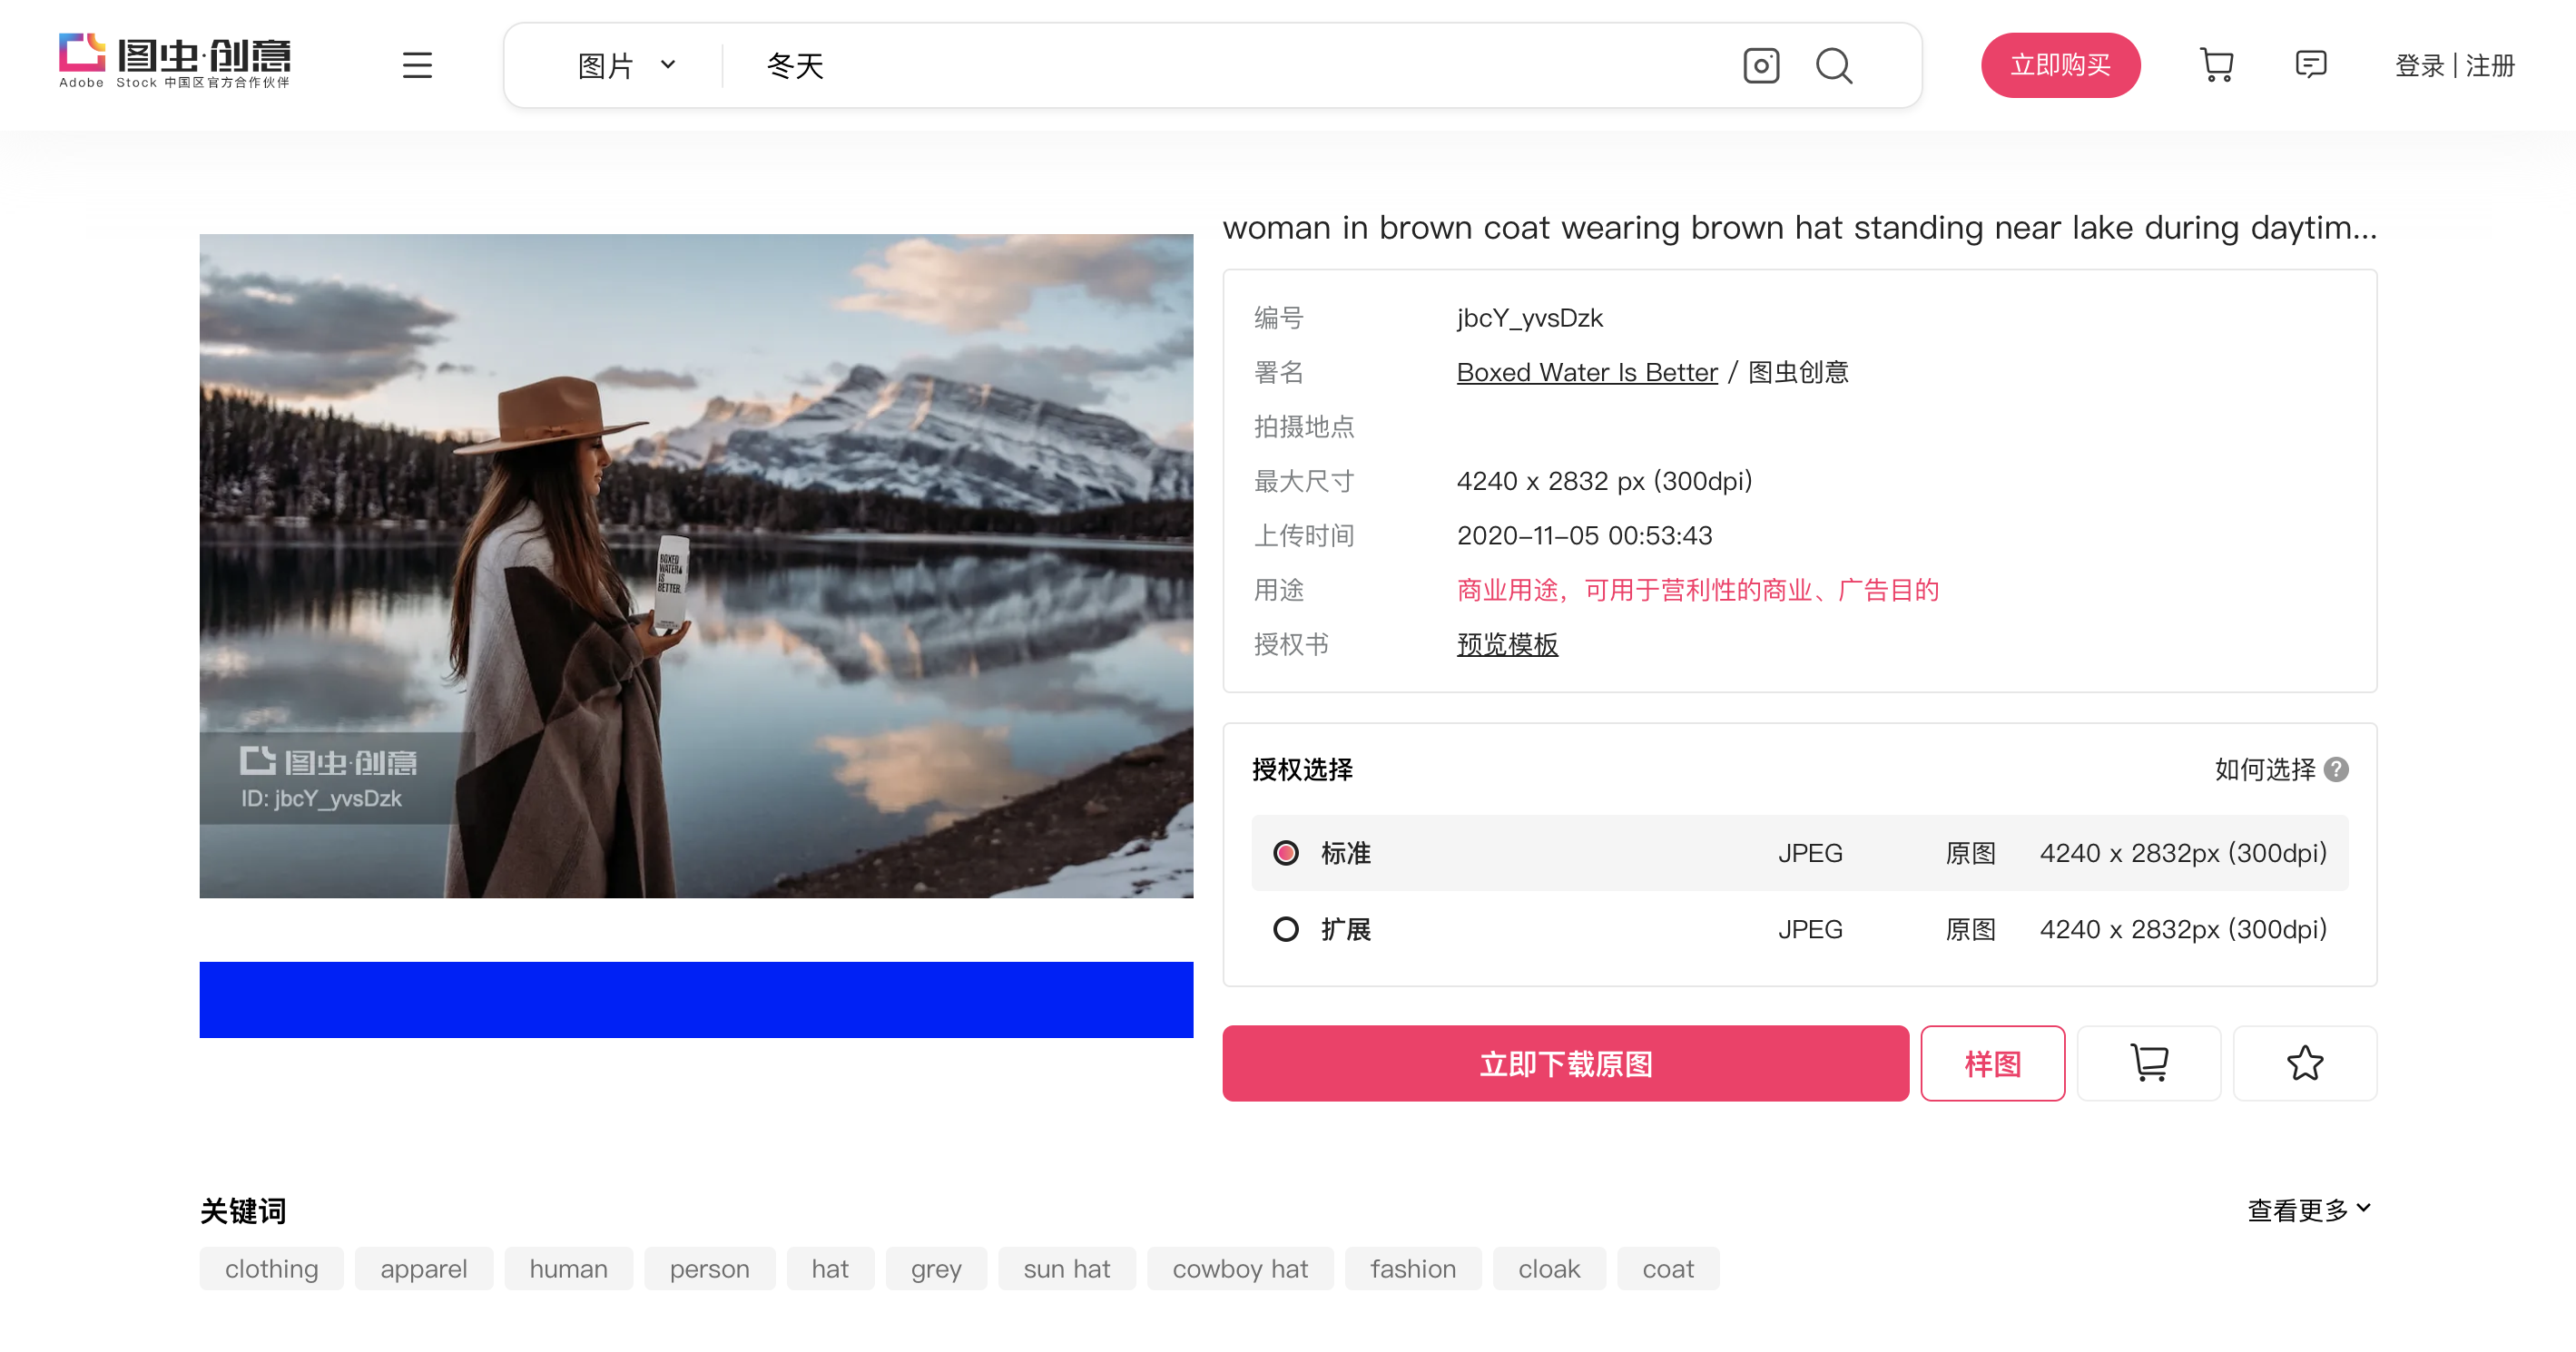 图虫·创意
Adobe Stock 中国区官方合作伙伴
图片
冬天
立即购买
登录 | 注册
woman in brown coat wearing brown hat standing near lake during daytim...
编号 jbcY_yvsDzk
署名 Boxed Water Is Better / 图虫创意
拍摄地点
最大尺寸 4240 x 2832 px (300dpi)
上传时间 2020-11-05 00:53:43
用途 商业用途，可用于营利性的商业、广告目的
授权书 预览模板
BOXED
WATER
IS
BETTER.
图虫·创意
ID: jbcY_yvsDzk
授权选择 如何选择 ?
标准 JPEG 原图 4240 x 2832px (300dpi)
扩展 JPEG 原图 4240 x 2832px (300dpi)
立即下载原图 样图
关键词 查看更多
clothing apparel human person hat grey sun hat cowboy hat fashion cloak coat